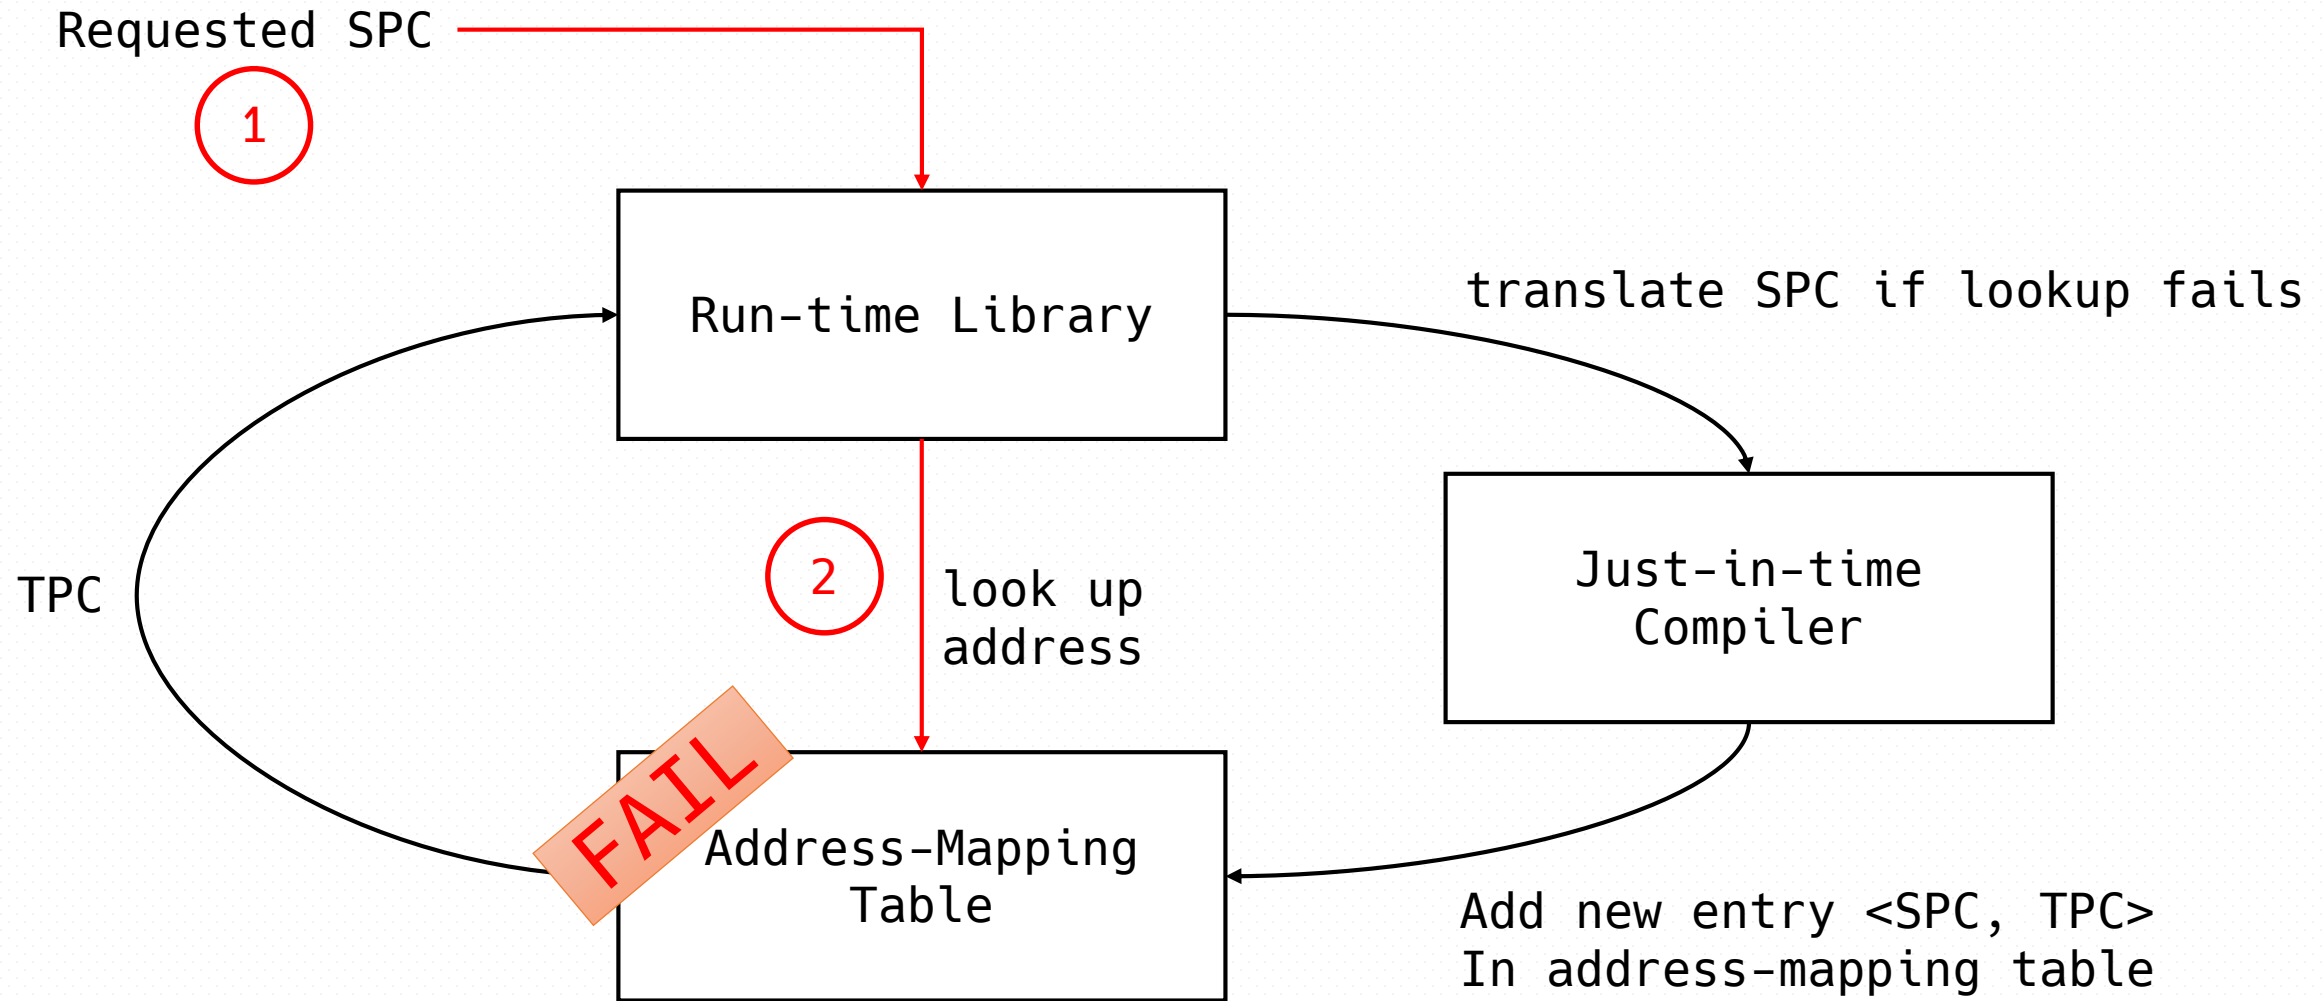 Requested SPC
1
Run-time Library
translate SPC if lookup fails
2
look up
address
TPC
Just-in-time
Compiler
FAIL
Address-Mapping
Table
Add new entry <SPC, TPC>
In address-mapping table